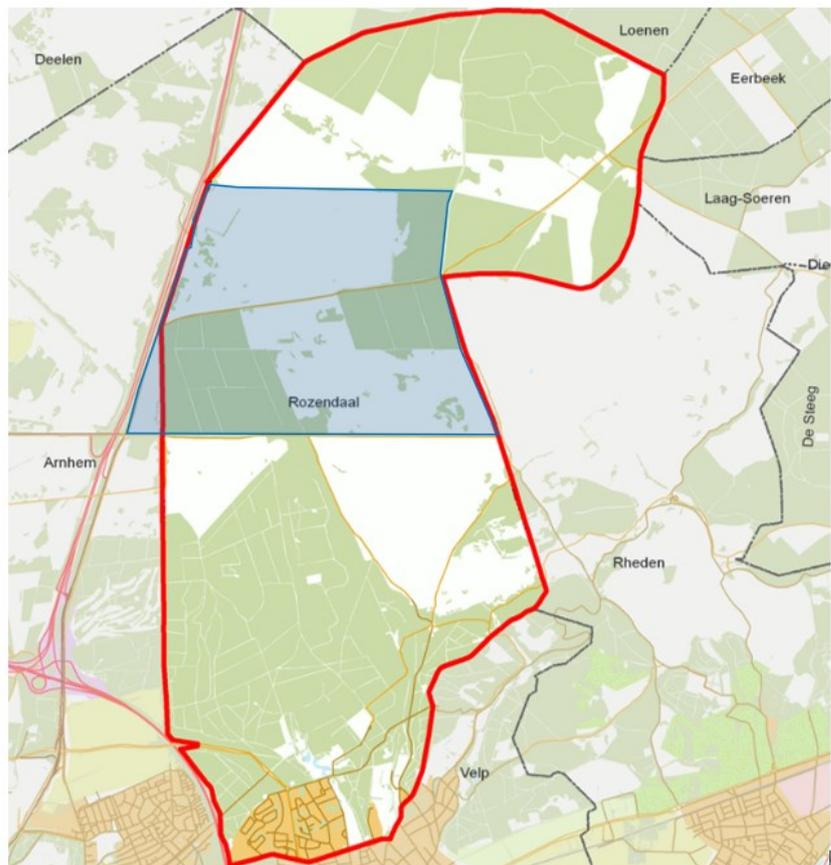 Loenen
Deelen
Eerbeek
Laag-Soeren
Die
Rozendaal
De Steeg
Arnhem
Rheden
Velp